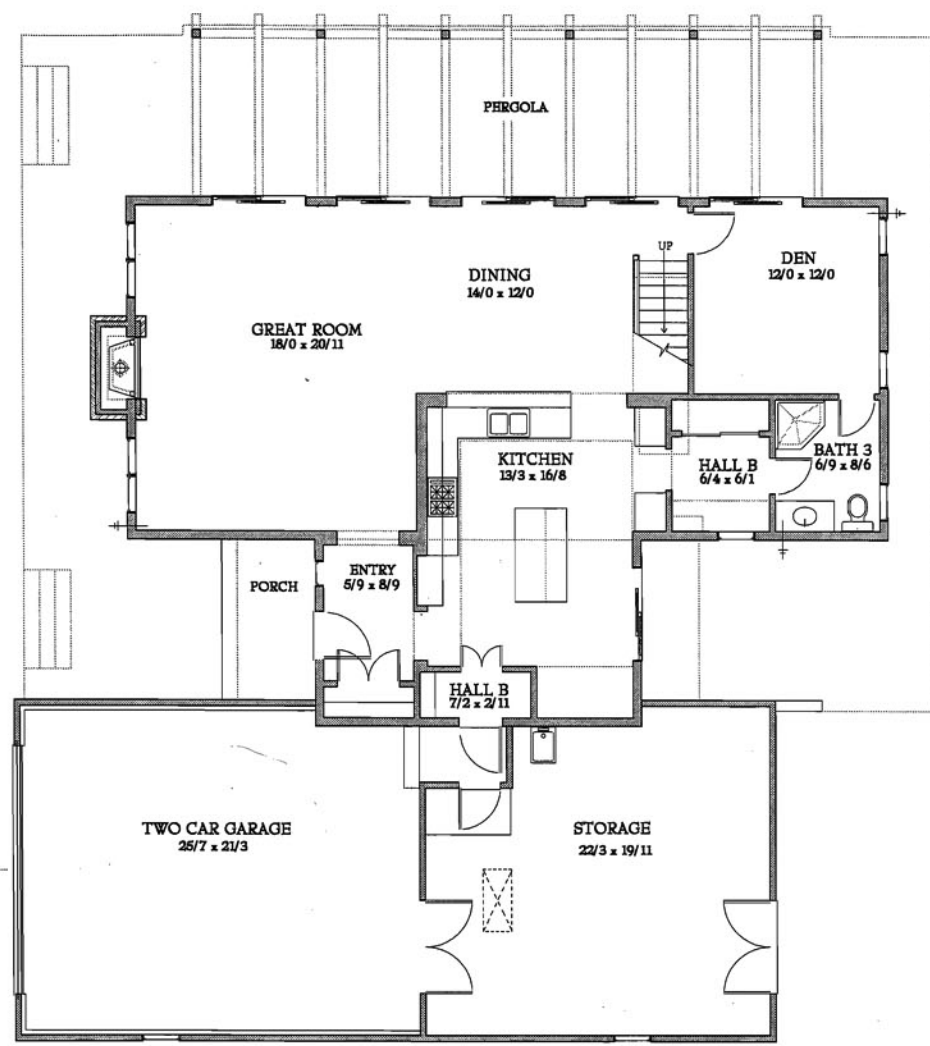 PERGOLA
UP
DEN
12/0 x 12/0
DINING
14/0 x 12/0
GREAT ROOM
18/0 x 20/11
KITCHEN
13/3 x 16/8
HALL B
6/4 x 6/1
BATH 3
6/9 x 8/6
PORCH
ENTRY
5/9 x 8/9
HALL B
7/2 x 2/11
TWO CAR GARAGE
25/7 x 21/3
STORAGE
22/3 x 19/11